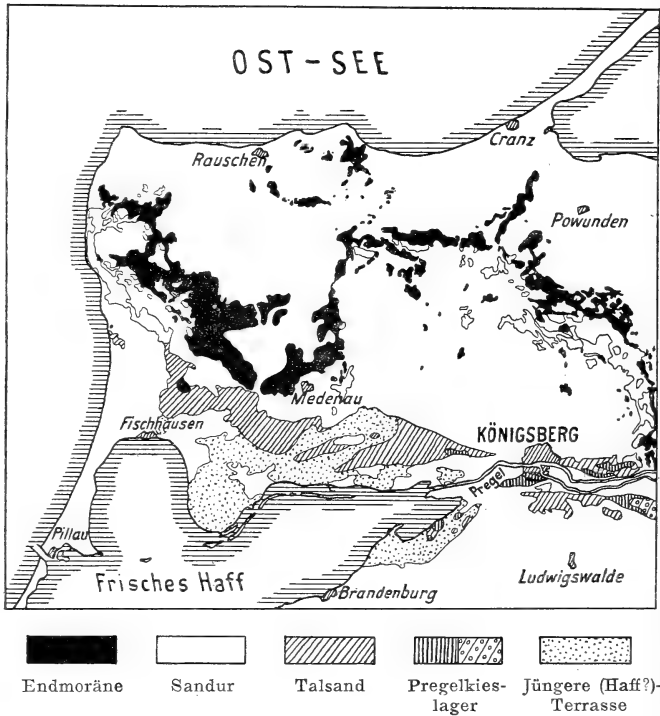 OST-SEE
Cranz
Rauschen
Powunden
Medenau
Fischhausen
KÖNIGSBERG
Pregel
Pillau
Frisches Haff
Brandenburg
Ludwigswalde
Endmoräne
Sandur
Talsand
Pregelkies-
lager
Jüngere (Haff?)-
Terrasse